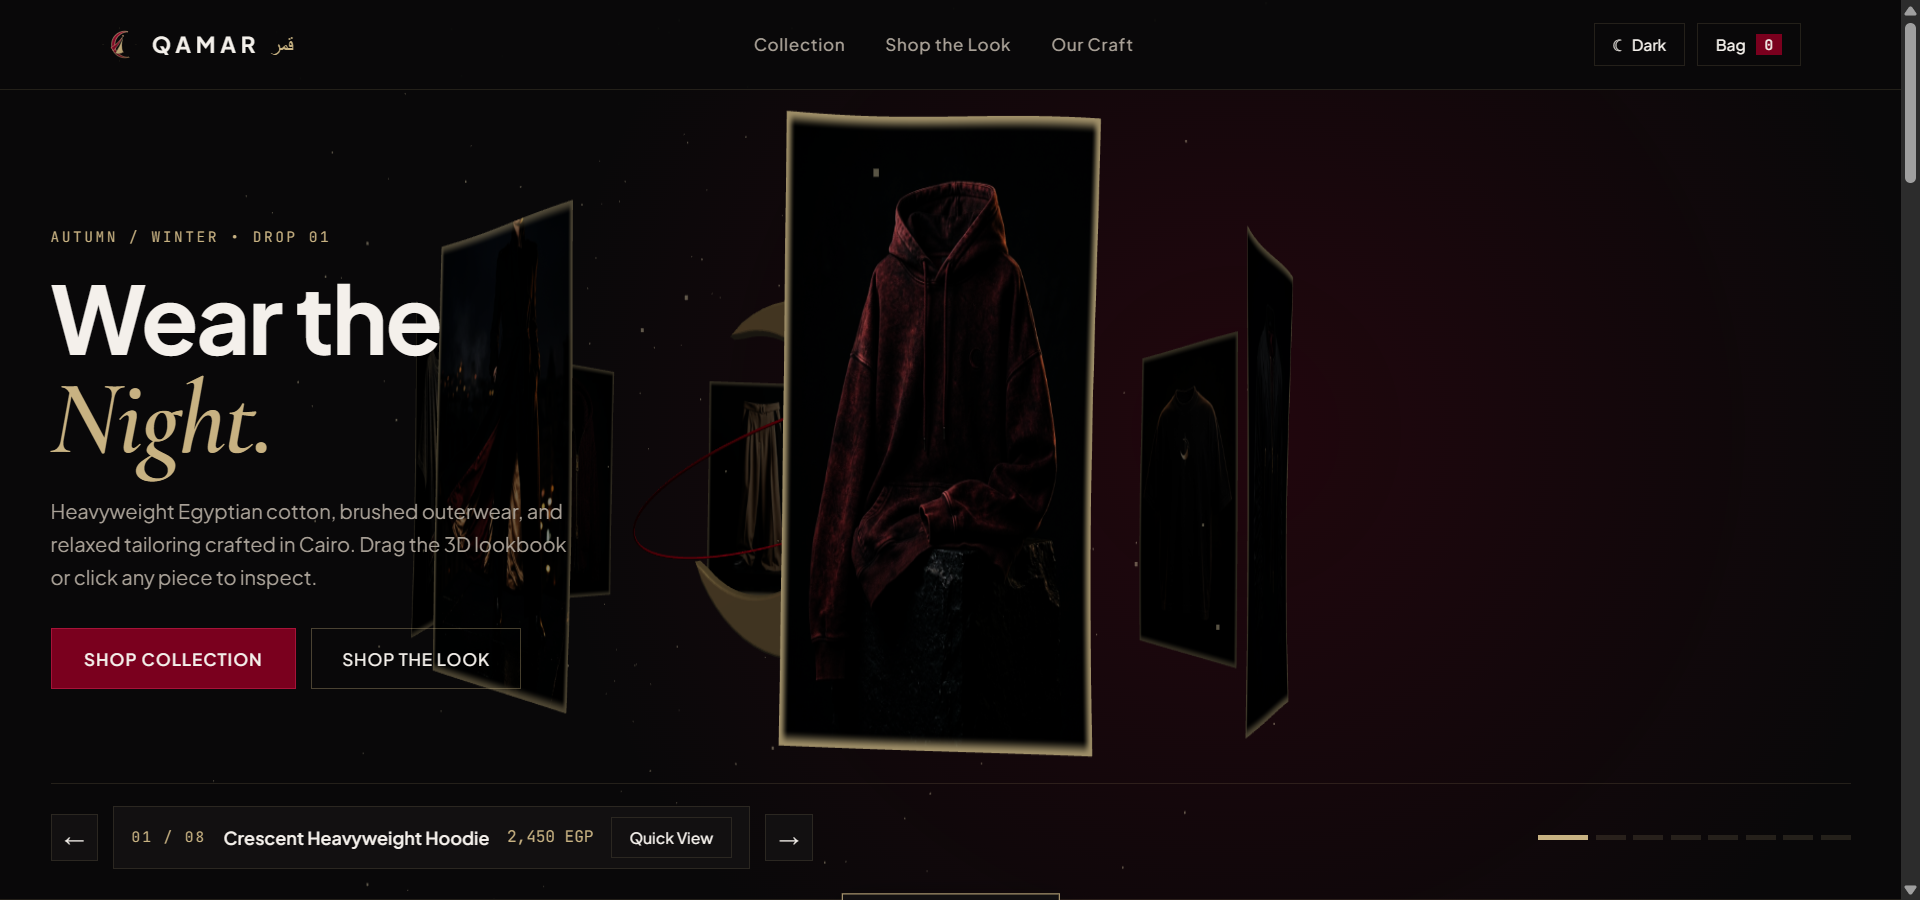 QAMAR قمر
Collection
Shop the Look
Our Craft
☾ Dark
Bag 0
AUTUMN / WINTER • DROP 01
Wear the
Night.
Heavyweight Egyptian cotton, brushed outerwear, and
relaxed tailoring crafted in Cairo. Drag the 3D lookbook
or click any piece to inspect.
SHOP COLLECTION
SHOP THE LOOK
←
01 / 08 Crescent Heavyweight Hoodie 2,450 EGP Quick View
→